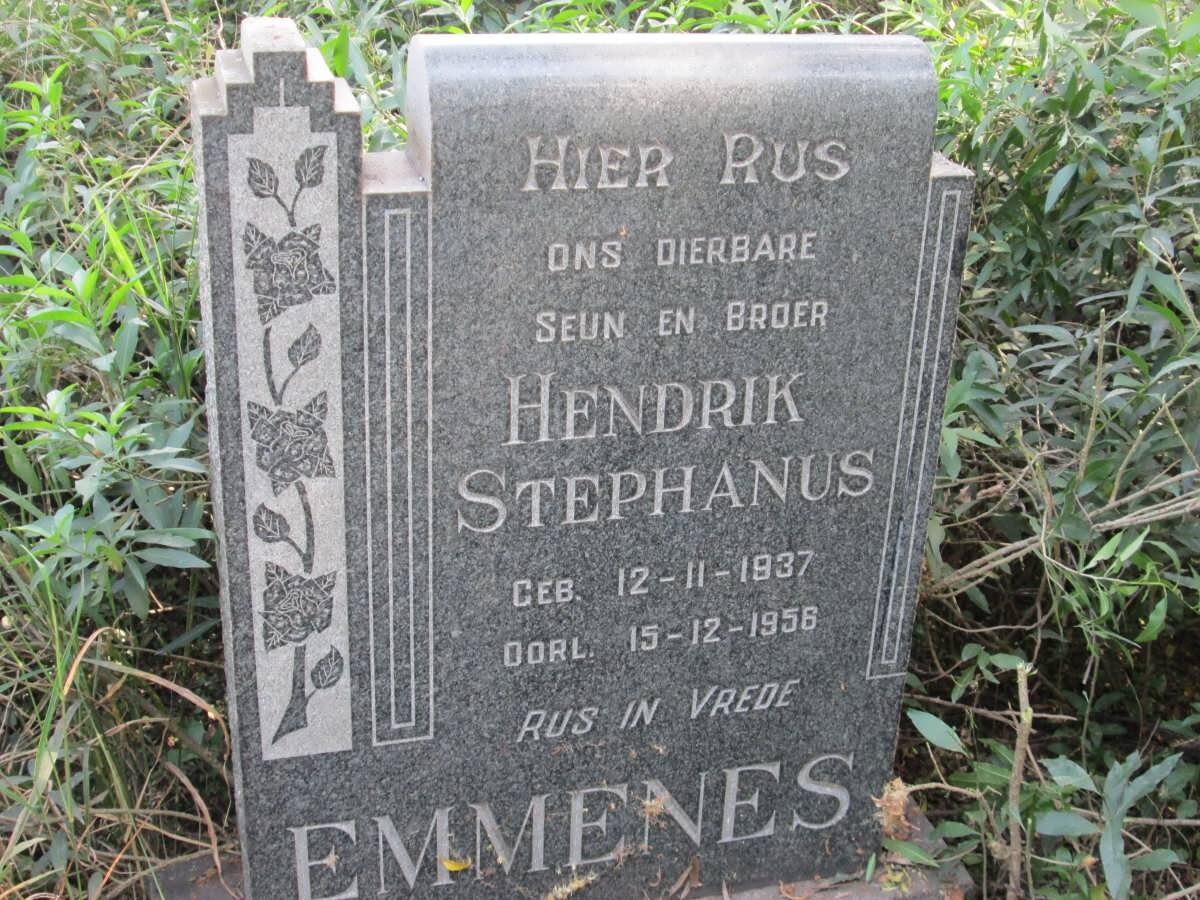 HIER RUS
ONS DIERBARE
SEUN EN BROER
HENDRIK
STEPHANUS
GEB. 12-11-1937
OORL. 15-12-1956
RUS IN VREDE
EMMENES